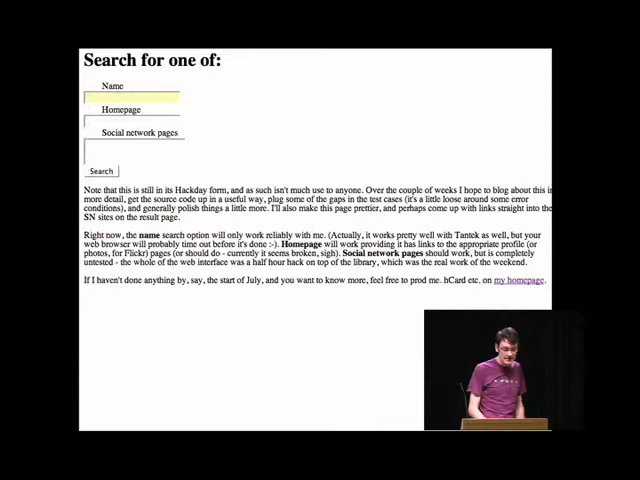 Search for one of:
Name
Homepage
Social network pages
Search
Note that this is still in its Hackday form, and as such isn't much use to anyone. Over the couple of weeks I hope to blog about this in
more detail, get the source code up in a useful way, plug some of the gaps in the test cases (it's a little loose around some error
conditions), and generally polish things a little more. I'll also make this page prettier, and perhaps come up with links straight into the
SN sites on the result page.
Right now, the name search option will only work reliably with me. (Actually, it works pretty well with Tantek as well, but your
web browser will probably time out before it's done :-). Homepage will work providing it has links to the appropriate profile (or
photos, for Flickr) pages (or should do - currently it seems broken, sigh). Social network pages should work, but is completely
untested - the whole of the web interface was a half hour hack on top of the library, which was the real work of the weekend.
If I haven't done anything by, say, the start of July, and you want to know more, feel free to prod me. hCard etc. on my homepage.